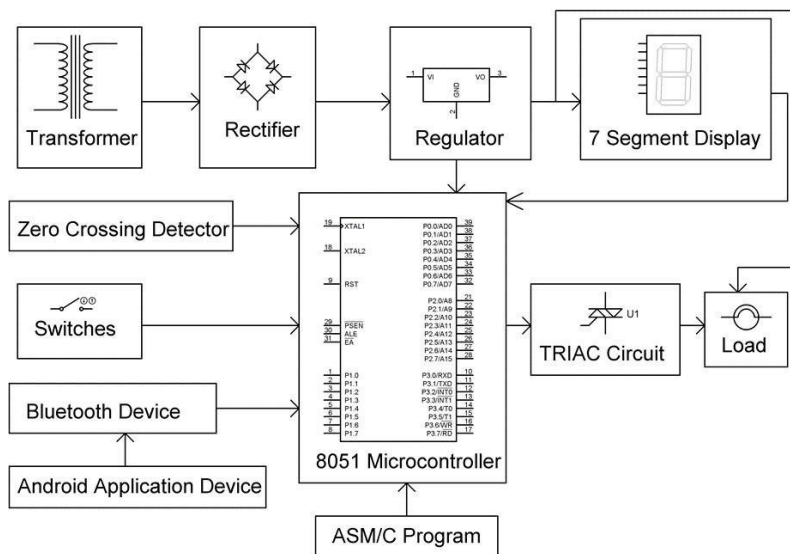 Transformer
Rectifier
1 VI VO 3
GND
2
Regulator
7 Segment Display
Zero Crossing Detector
Switches
Bluetooth Device
Android Application Device
19 XTAL1
18 XTAL2
9 RST
29 PSEN
30 ALE
31 EA
1 P1.0
2 P1.1
3 P1.2
4 P1.3
5 P1.4
6 P1.5
7 P1.6
8 P1.7
P0.0/AD0 39
P0.1/AD1 38
P0.2/AD2 37
P0.3/AD3 36
P0.4/AD4 35
P0.5/AD5 34
P0.6/AD6 33
P0.7/AD7 32
P2.0/A8 21
P2.1/A9 22
P2.2/A10 23
P2.3/A11 24
P2.4/A12 25
P2.5/A13 26
P2.6/A14 27
P2.7/A15 28
P3.0/RXD 10
P3.1/TXD 11
P3.2/INT0 12
P3.3/INT1 13
P3.4/T0 14
P3.5/T1 15
P3.6/WR 16
P3.7/RD 17
8051 Microcontroller
U1
TRIAC Circuit
Load
ASM/C Program